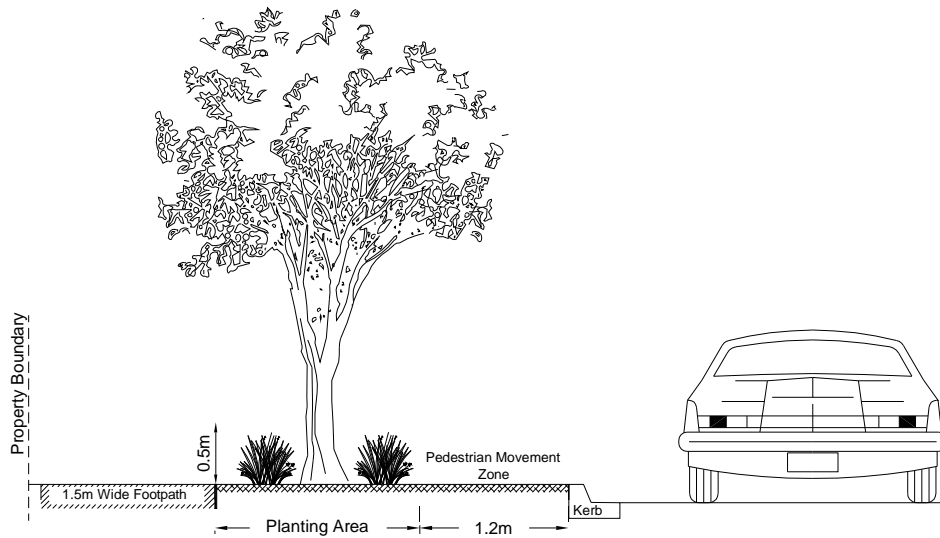 Property Boundary
0.5m
Pedestrian Movement
Zone
1.5m Wide Footpath
Kerb
Planting Area
1.2m